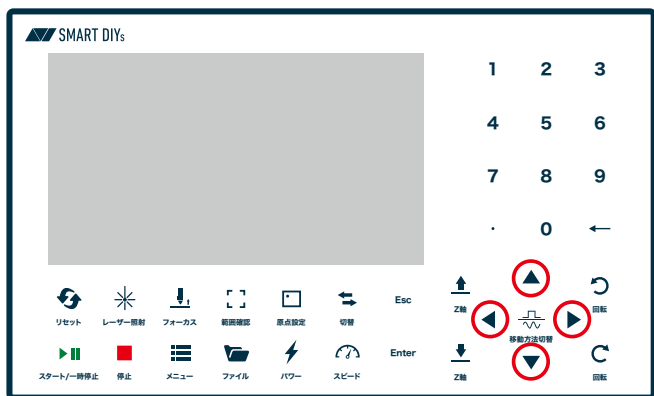 SMART DIYs
1 2 3
4 5 6
7 8 9
. 0 ←
リセット レーザー照射 フォーカス 範囲確認 原点設定 切替 Esc Z軸 回転
移動方法切替
スタート/一時停止 停止 メニュー ファイル パワー スピード Enter Z軸 回転